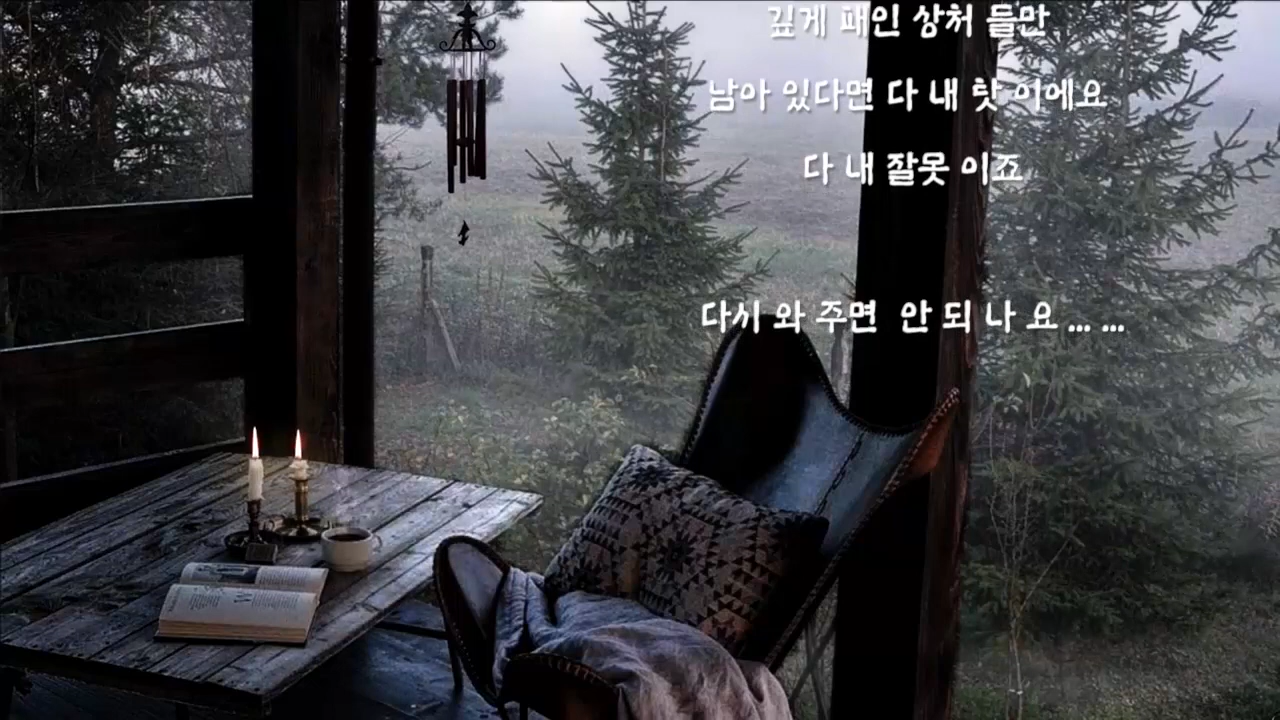 깊게 패인 상처 들만
남아 있다면 다 내 탓 이에요
다 내 잘못 이죠
다시 와 주면 안 되 나 요 ... ...